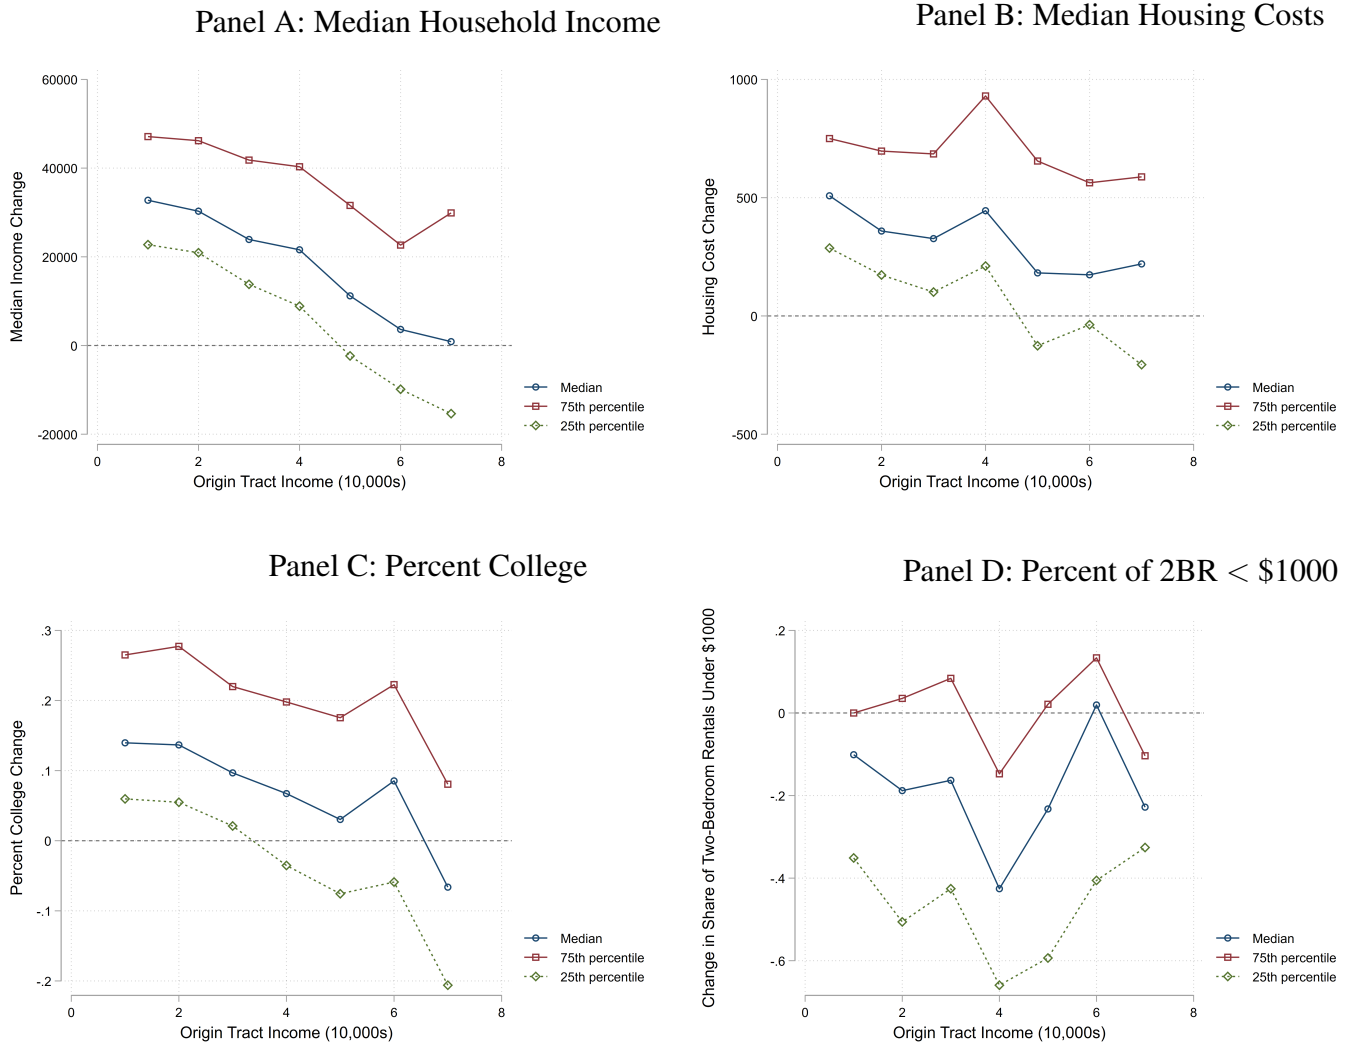 Panel A: Median Household Income
60000
40000
20000
0
-20000
Median Income Change
0 2 4 6 8
Origin Tract Income (10,000s)
Median
75th percentile
25th percentile
Panel B: Median Housing Costs
1000
500
0
-500
Housing Cost Change
0 2 4 6 8
Origin Tract Income (10,000s)
Median
75th percentile
25th percentile
Panel C: Percent College
.3
.2
.1
0
-.1
-.2
Percent College Change
0 2 4 6 8
Origin Tract Income (10,000s)
Median
75th percentile
25th percentile
Panel D: Percent of 2BR < $1000
.2
0
-.2
-.4
-.6
Change in Share of Two-Bedroom Rentals Under $1000
0 2 4 6 8
Origin Tract Income (10,000s)
Median
75th percentile
25th percentile